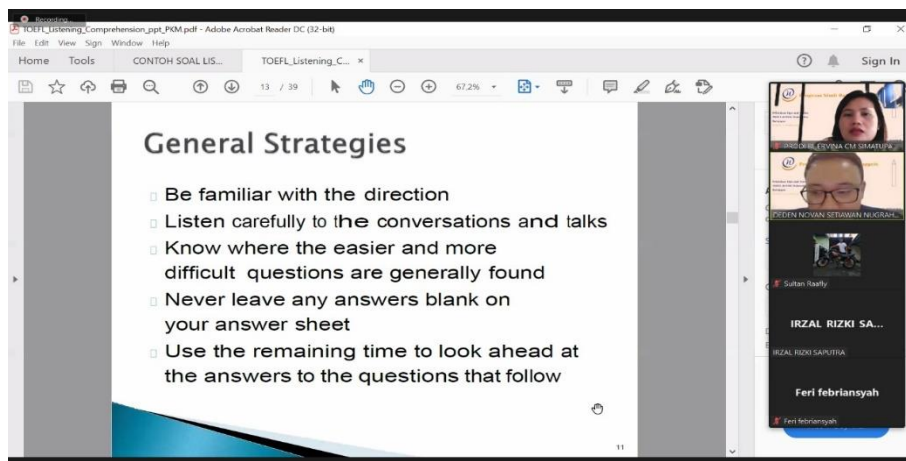 Recording...
TOEFL_Listening_Comprehension_ppt_PKM.pdf - Adobe Acrobat Reader DC (32-bit)
File Edit View Sign Window Help
Home Tools CONTOH SOAL LIS... TOEFL_Listening_C... × Sign In
13 / 39 67,2%
General Strategies
Be familiar with the direction
Listen carefully to the conversations and talks
Know where the easier and more
difficult questions are generally found
Never leave any answers blank on
your answer sheet
Use the remaining time to look ahead at
the answers to the questions that follow
11
ERVINA CM SIMATUPA
DEDEN NOVAN SETIAWAN NUGRAH...
Sultan Raafly
IRZAL RIZKI SA...
IRZAL RIZKI SAPUTRA
Feri febriansyah
Feri febriansyah